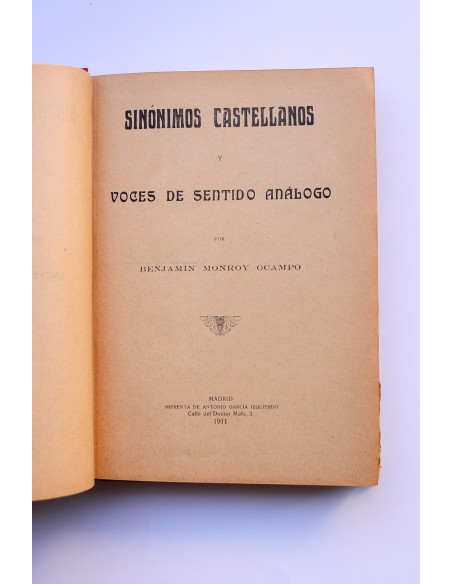 SINÓNIMOS CASTELLANOS
Y
VOCES DE SENTIDO ANÁLOGO
POR
BENJAMÍN MONROY OCAMPO
MADRID
IMPRENTA DE ANTONIO GARCÍA IZQUIERDO
Calle del Doctor Mata, 3.
1911